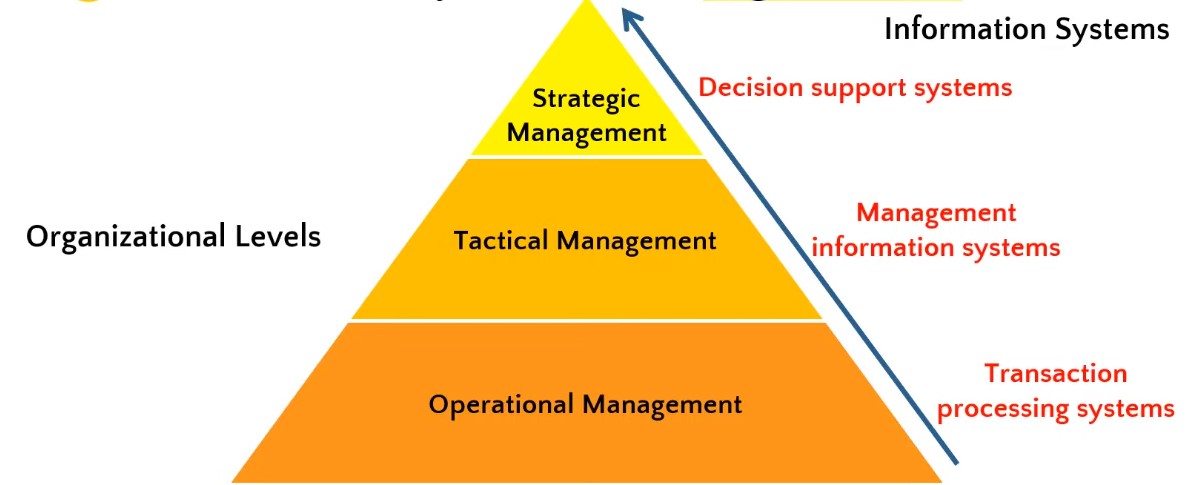 Information Systems
Decision support systems
Strategic
Management
Management
information systems
Organizational Levels
Tactical Management
Transaction
processing systems
Operational Management